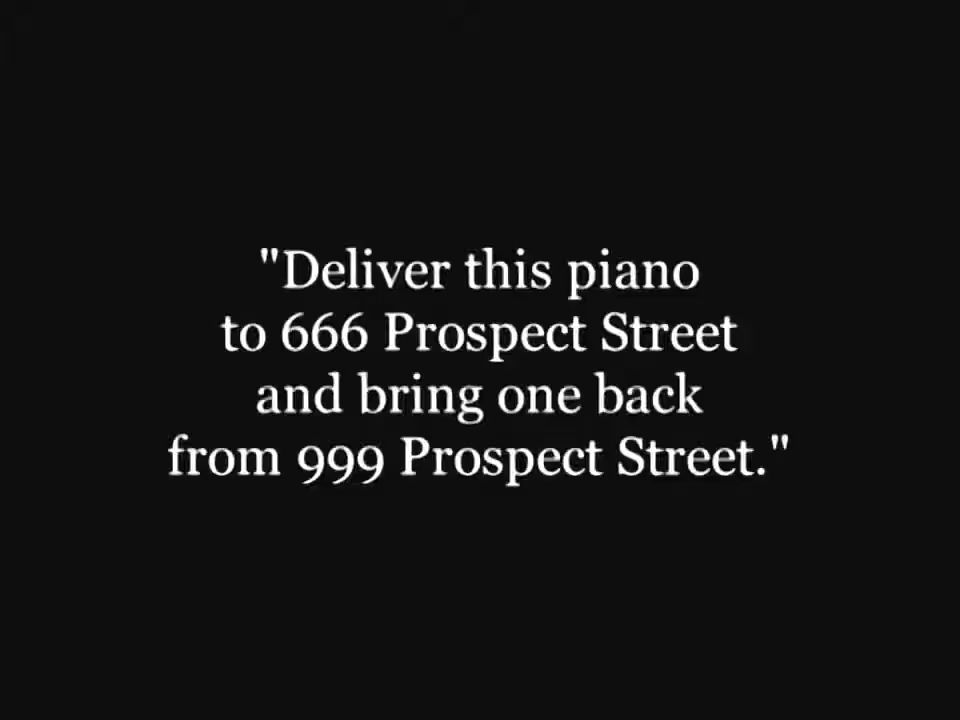 "Deliver this piano
to 666 Prospect Street
and bring one back
from 999 Prospect Street."